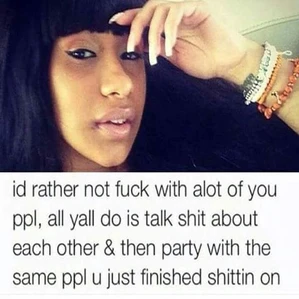 id rather not fuck with alot of you
ppl, all yall do is talk shit about
each other & then party with the
same ppl u just finished shittin on